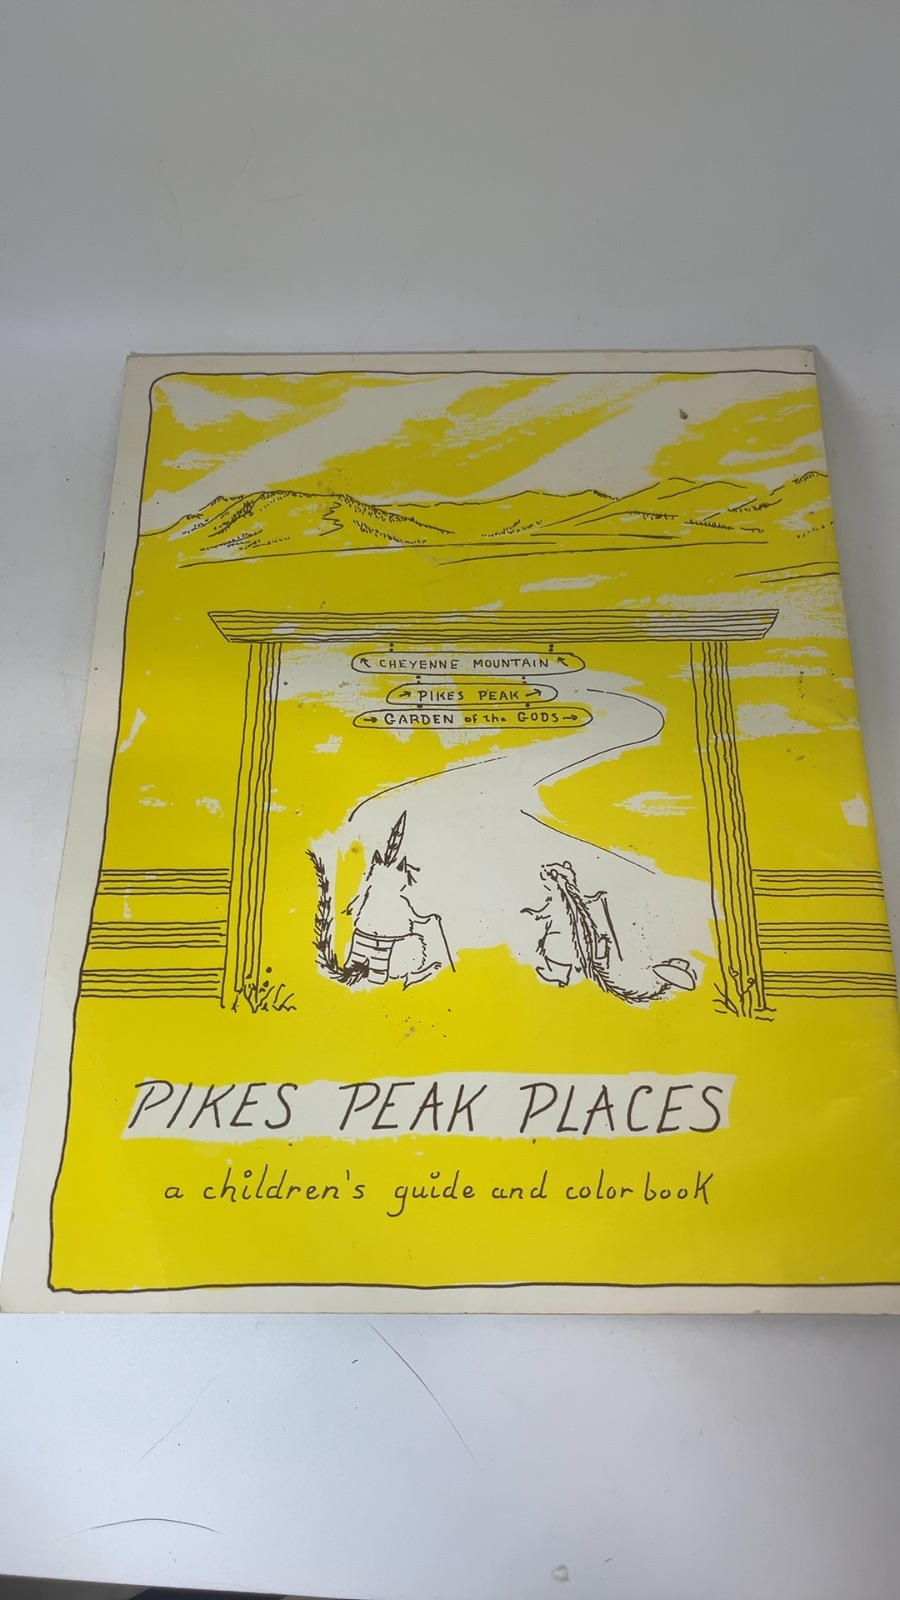 ↖ CHEYENNE MOUNTAIN ↖
→ PIKES PEAK →
→ GARDEN of the GODS →
PIKES PEAK PLACES
a children's guide and color book